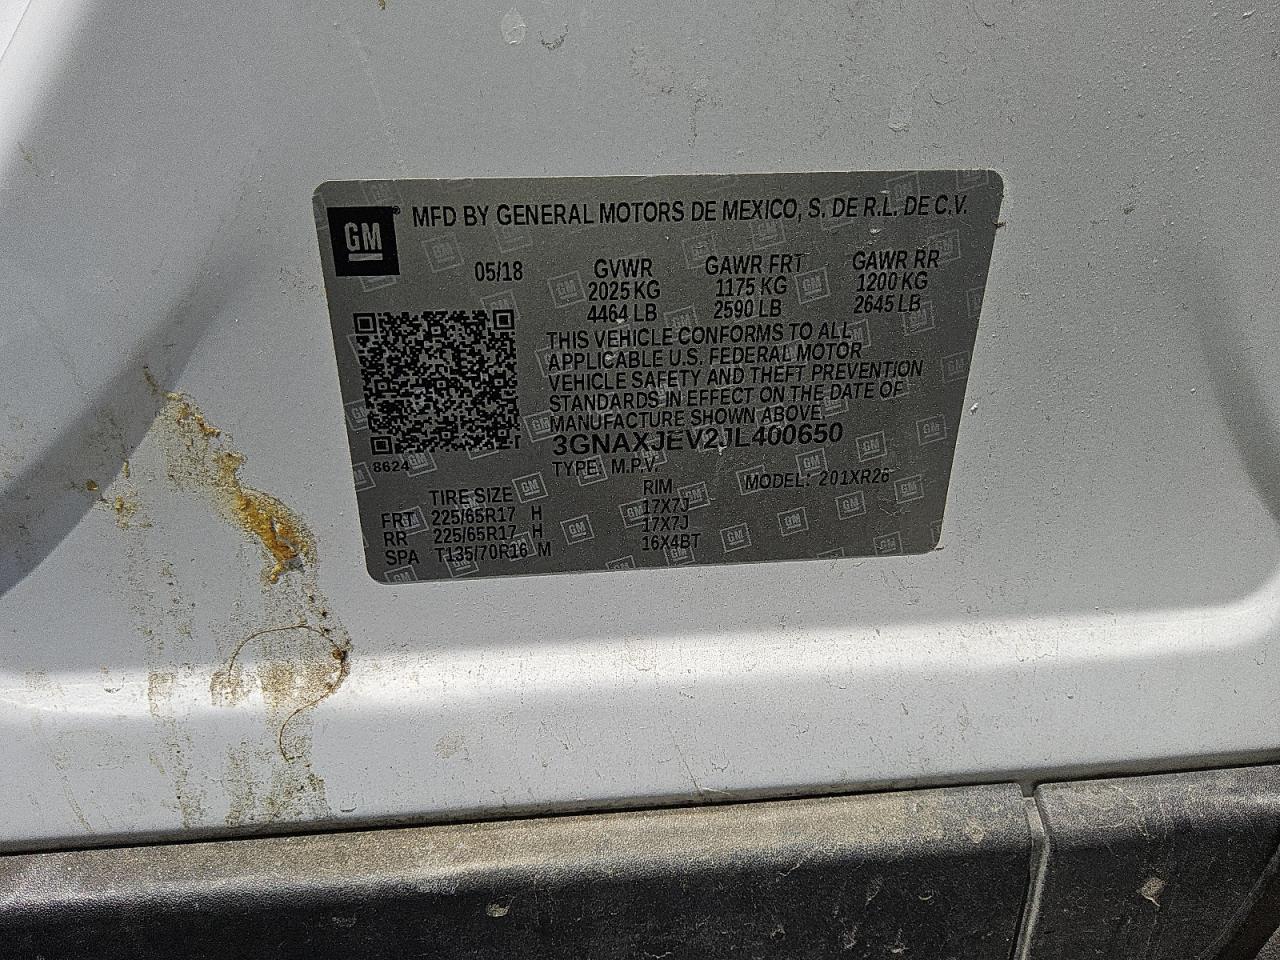 GM
MFD BY GENERAL MOTORS DE MEXICO, S. DE R.L. DE C.V.
05/18 GVWR GAWR FRT GAWR RR
2025 KG 1175 KG 1200 KG
4464 LB 2590 LB 2645 LB
THIS VEHICLE CONFORMS TO ALL
APPLICABLE U.S. FEDERAL MOTOR
VEHICLE SAFETY AND THEFT PREVENTION
STANDARDS IN EFFECT ON THE DATE OF
MANUFACTURE SHOWN ABOVE.
3GNAXJEV2JL400650
8624 TYPE: M.P.V. MODEL: 201XR26
TIRE SIZE RIM
FRT 225/65R17 H 17X7J
RR 225/65R17 H 17X7J
SPA T135/70R16 M 16X4BT